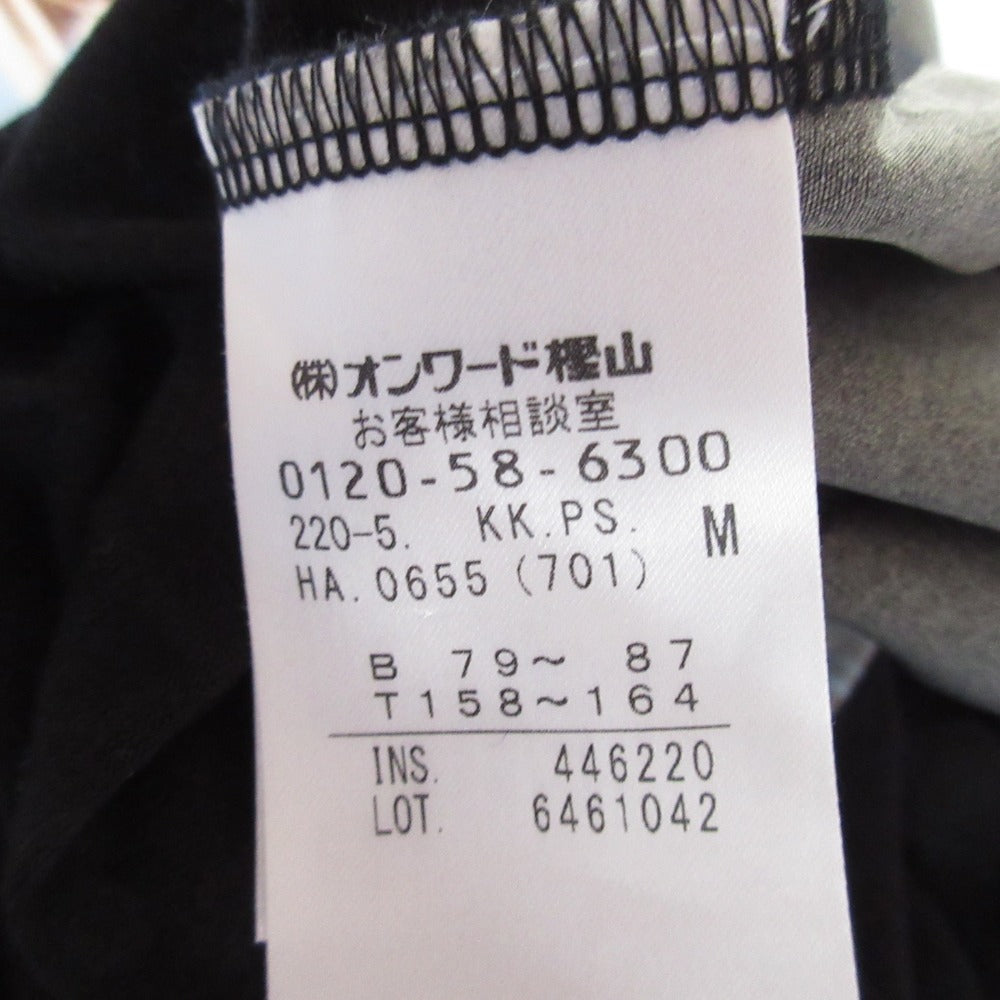 ㈱オンワード樫山
お客様相談室
0120-58-6300
220-5. KK.PS. M
HA.0655(701)
B 79〜 87
T158〜164
INS. 446220
LOT. 6461042